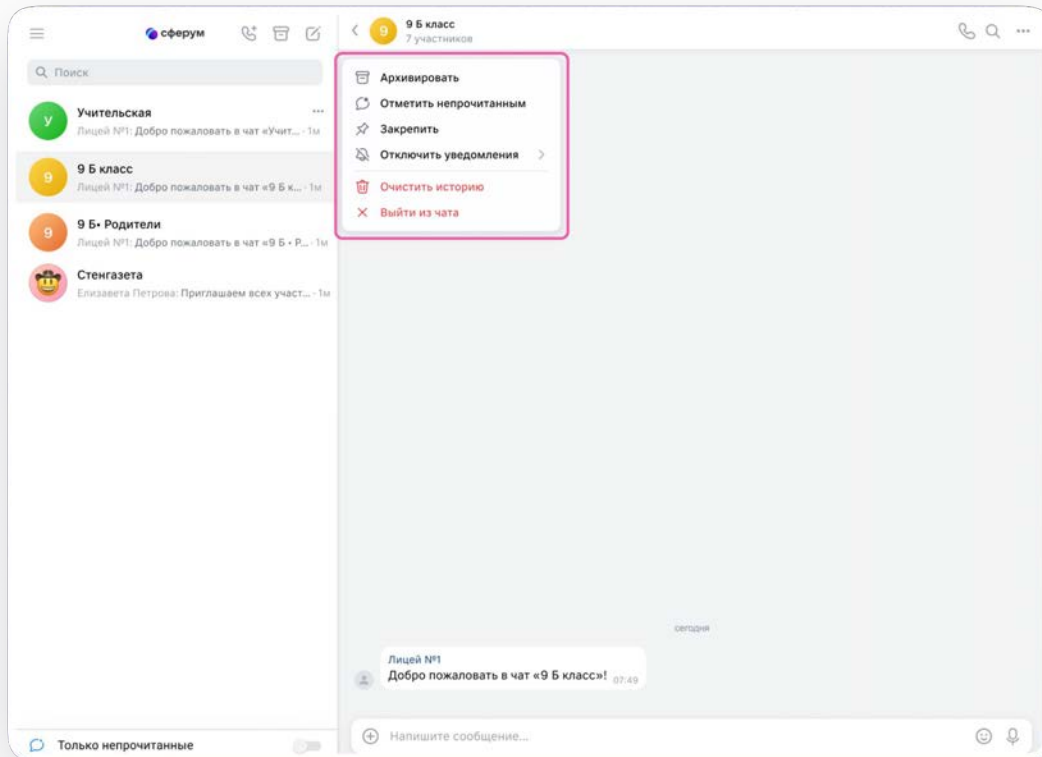 сферум
Поиск
У
Учительская
Лицей №1: Добро пожаловать в чат «Учит... · 1м
9
9 Б класс
Лицей №1: Добро пожаловать в чат «9 Б к... · 1м
9
9 Б• Родители
Лицей №1: Добро пожаловать в чат «9 Б • Р... · 1м
Стенгазета
Елизавета Петрова: Приглашаем всех участ... · 1м
Только непрочитанные
9
9 Б класс
7 участников
Архивировать
Отметить непрочитанным
Закрепить
Отключить уведомления
Очистить историю
Выйти из чата
сегодня
Лицей №1
Добро пожаловать в чат «9 Б класс»! 07:49
Напишите сообщение...